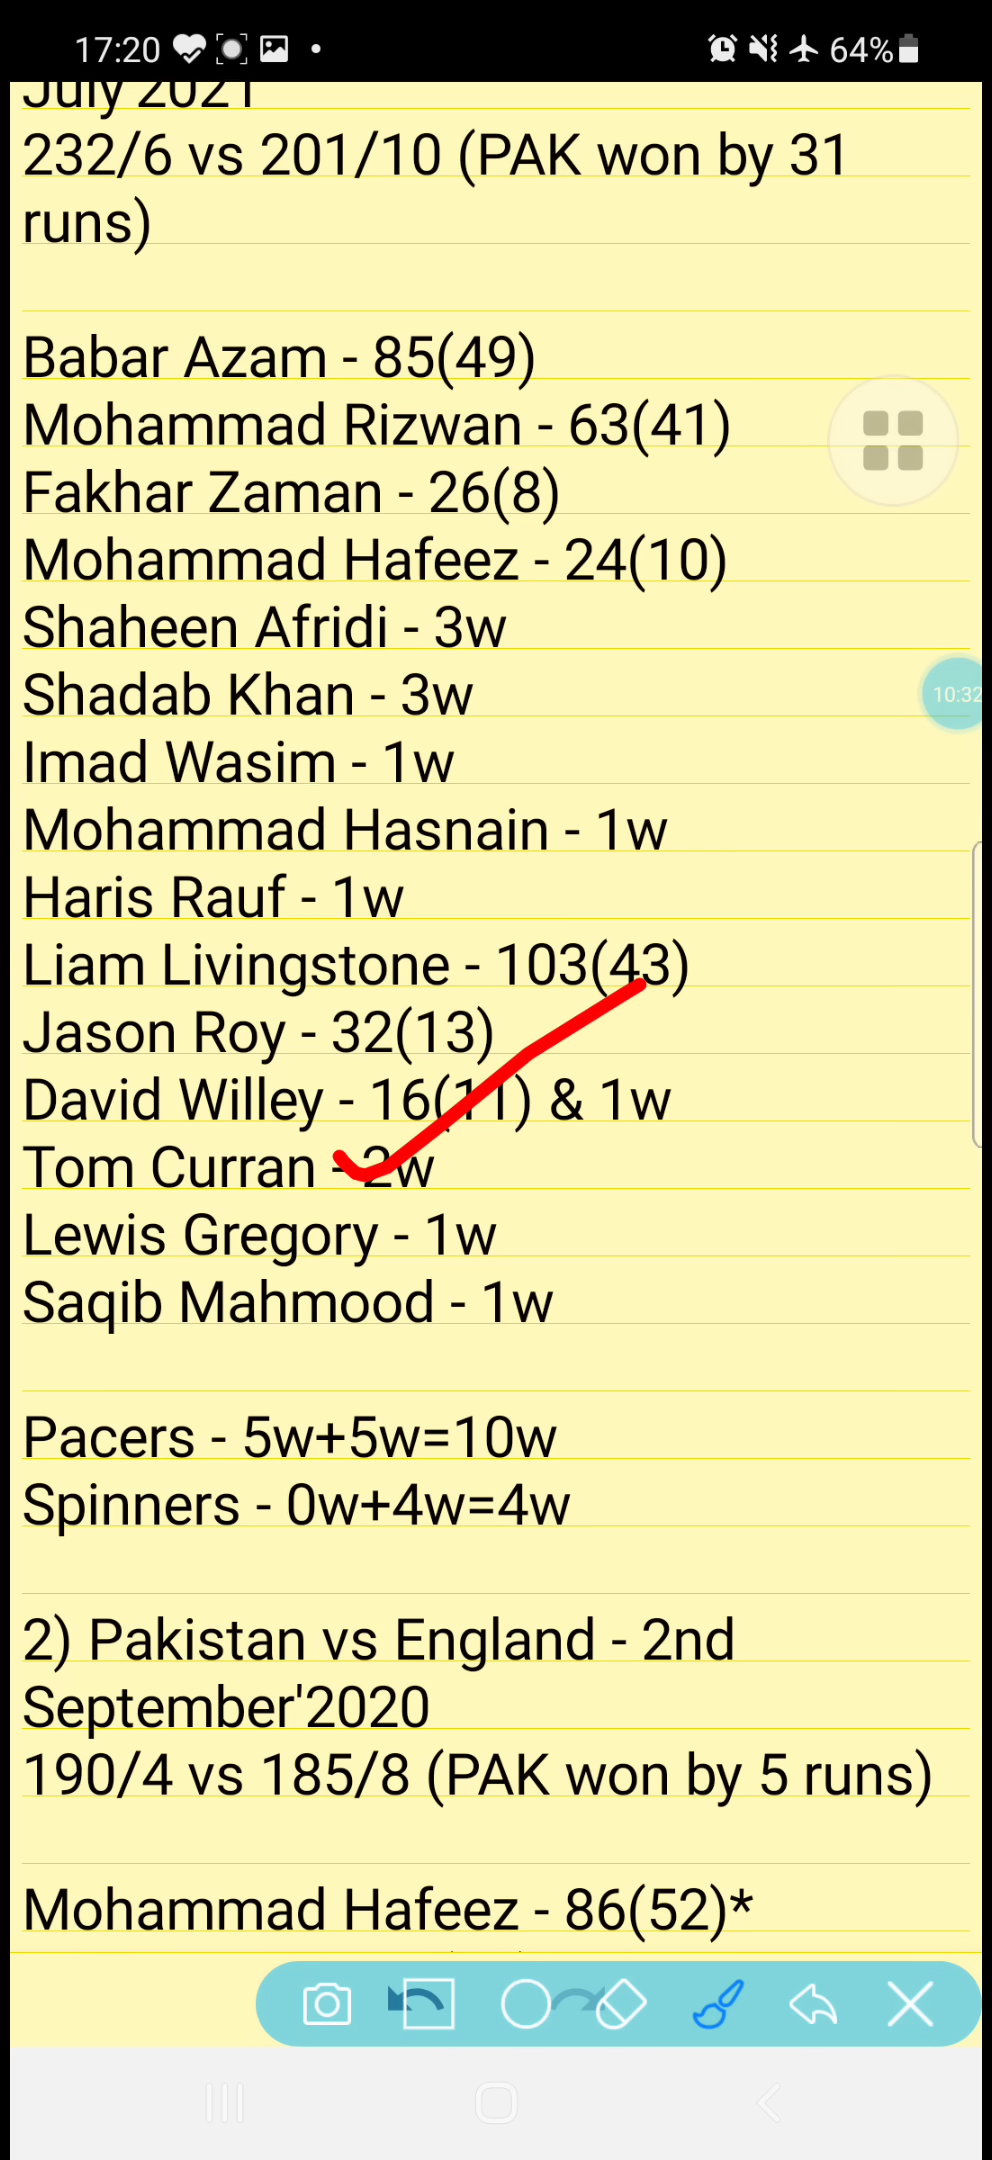 17:20 64%
July 2021
232/6 vs 201/10 (PAK won by 31
runs)
Babar Azam - 85(49)
Mohammad Rizwan - 63(41)
Fakhar Zaman - 26(8)
Mohammad Hafeez - 24(10)
Shaheen Afridi - 3w
10:32
Shadab Khan - 3w
Imad Wasim - 1w
Mohammad Hasnain - 1w
Haris Rauf - 1w
Liam Livingstone - 103(43)
Jason Roy - 32(13)
David Willey - 16(11) & 1w
Tom Curran - 2w
Lewis Gregory - 1w
Saqib Mahmood - 1w
Pacers - 5w+5w=10w
Spinners - 0w+4w=4w
2) Pakistan vs England - 2nd
September'2020
190/4 vs 185/8 (PAK won by 5 runs)
Mohammad Hafeez - 86(52)*